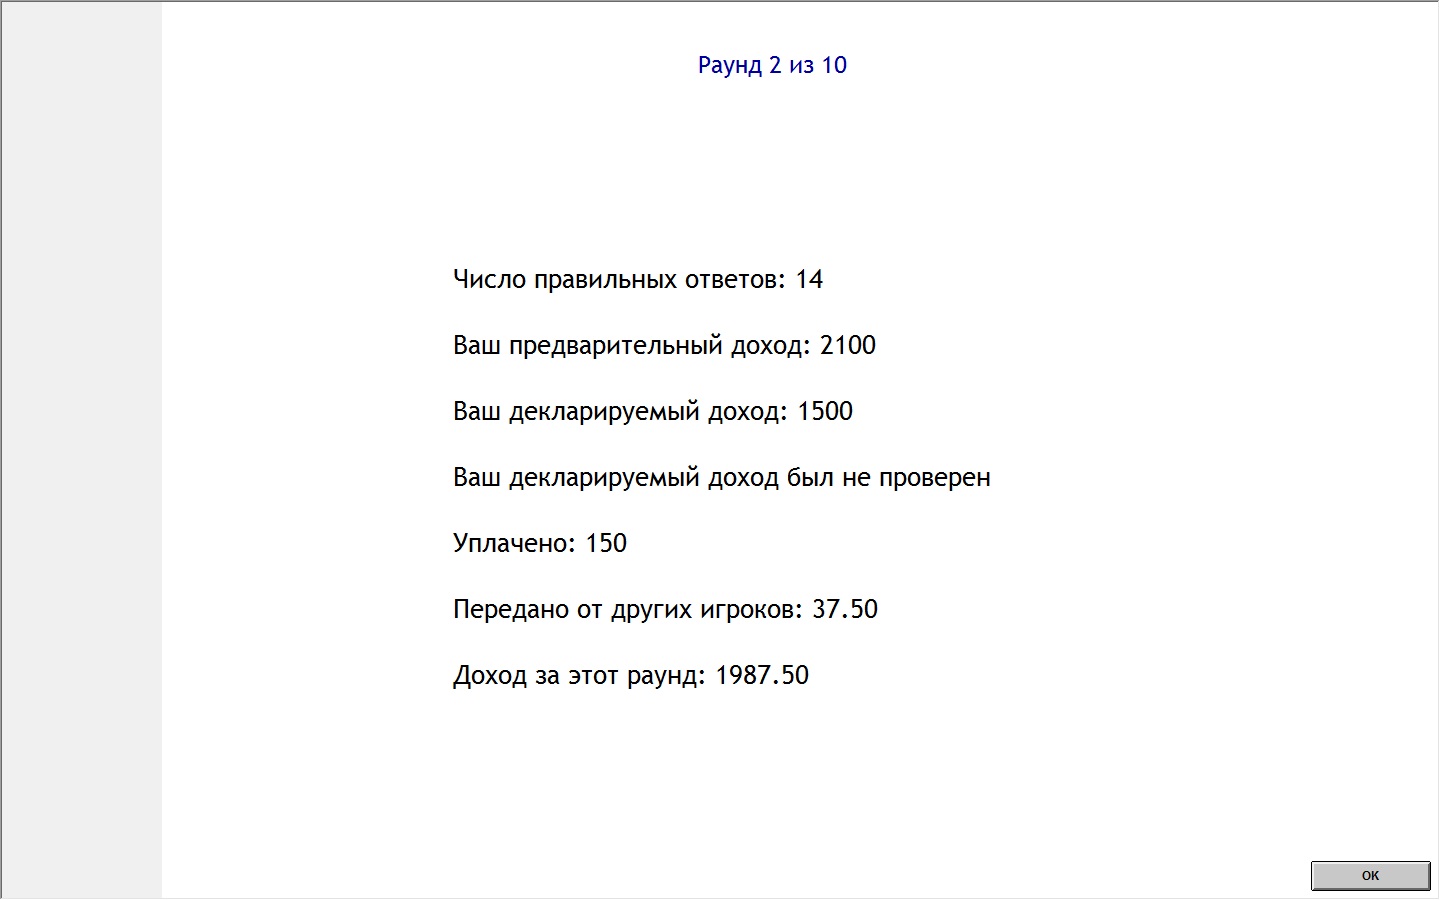 Раунд 2 из 10
Число правильных ответов: 14
Ваш предварительный доход: 2100
Ваш декларируемый доход: 1500
Ваш декларируемый доход был не проверен
Уплачено: 150
Передано от других игроков: 37.50
Доход за этот раунд: 1987.50
ОК